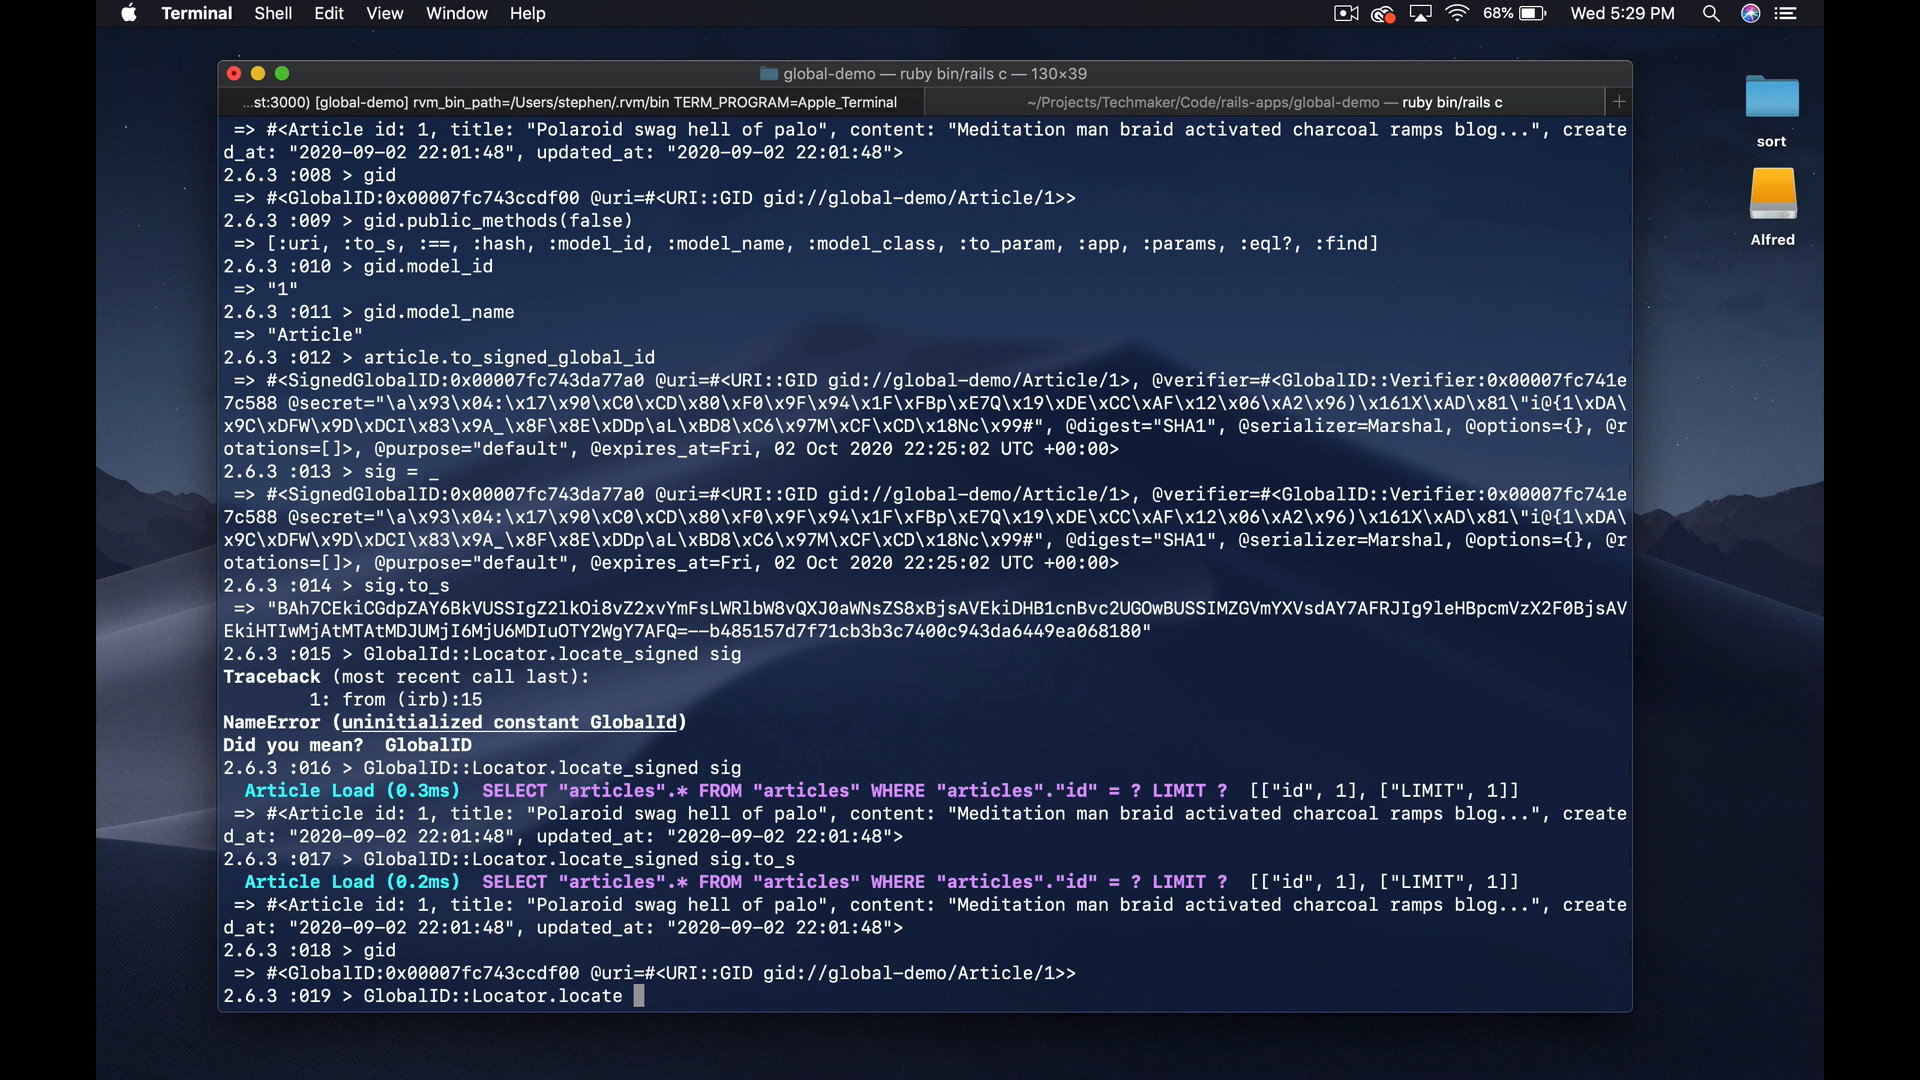 Terminal Shell Edit View Window Help 68% Wed 5:29 PM
global-demo — ruby bin/rails c — 130×39
...st:3000) [global-demo] rvm_bin_path=/Users/stephen/.rvm/bin TERM_PROGRAM=Apple_Terminal
~/Projects/Techmaker/Code/rails-apps/global-demo — ruby bin/rails c
=> #<Article id: 1, title: "Polaroid swag hell of palo", content: "Meditation man braid activated charcoal ramps blog...", create
d_at: "2020-09-02 22:01:48", updated_at: "2020-09-02 22:01:48">
2.6.3 :008 > gid
=> #<GlobalID:0x00007fc743ccdf00 @uri=#<URI::GID gid://global-demo/Article/1>>
2.6.3 :009 > gid.public_methods(false)
=> [:uri, :to_s, :==, :hash, :model_id, :model_name, :model_class, :to_param, :app, :params, :eql?, :find]
2.6.3 :010 > gid.model_id
=> "1"
2.6.3 :011 > gid.model_name
=> "Article"
2.6.3 :012 > article.to_signed_global_id
=> #<SignedGlobalID:0x00007fc743da77a0 @uri=#<URI::GID gid://global-demo/Article/1>, @verifier=#<GlobalID::Verifier:0x00007fc741e
7c588 @secret="\a\x93\x04:\x17\x90\xC0\xCD\x80\xF0\x9F\x94\x1F\xFBp\xE7Q\x19\xDE\xCC\xAF\x12\x06\xA2\x96)\x161X\xAD\x81\"i@{1\xDA\
x9C\xDFW\x9D\xDCI\x83\x9A_\x8F\x8E\xDDp\aL\xBD8\xC6\x97M\xCF\xCD\x18Nc\x99#", @digest="SHA1", @serializer=Marshal, @options={}, @r
otations=[]>, @purpose="default", @expires_at=Fri, 02 Oct 2020 22:25:02 UTC +00:00>
2.6.3 :013 > sig = _
=> #<SignedGlobalID:0x00007fc743da77a0 @uri=#<URI::GID gid://global-demo/Article/1>, @verifier=#<GlobalID::Verifier:0x00007fc741e
7c588 @secret="\a\x93\x04:\x17\x90\xC0\xCD\x80\xF0\x9F\x94\x1F\xFBp\xE7Q\x19\xDE\xCC\xAF\x12\x06\xA2\x96)\x161X\xAD\x81\"i@{1\xDA\
x9C\xDFW\x9D\xDCI\x83\x9A_\x8F\x8E\xDDp\aL\xBD8\xC6\x97M\xCF\xCD\x18Nc\x99#", @digest="SHA1", @serializer=Marshal, @options={}, @r
otations=[]>, @purpose="default", @expires_at=Fri, 02 Oct 2020 22:25:02 UTC +00:00>
2.6.3 :014 > sig.to_s
=> "BAh7CEkiCGdpZAY6BkVUSSIgZ2lkOi8vZ2xvYmFsLWRlbW8vQXJ0aWNsZS8xBjsAVEkiDHB1cnBvc2UGOwBUSSIMZGVmYXVsdAY7AFRJIg9leHBpcmVzX2F0BjsAV
EkiHTIwMjAtMTAtMDJUMjI6MjU6MDIuOTY2WgY7AFQ=--b485157d7f71cb3b3c7400c943da6449ea068180"
2.6.3 :015 > GlobalId::Locator.locate_signed sig
Traceback (most recent call last):
1: from (irb):15
NameError (uninitialized constant GlobalId)
Did you mean? GlobalID
2.6.3 :016 > GlobalID::Locator.locate_signed sig
Article Load (0.3ms) SELECT "articles".* FROM "articles" WHERE "articles"."id" = ? LIMIT ? [["id", 1], ["LIMIT", 1]]
=> #<Article id: 1, title: "Polaroid swag hell of palo", content: "Meditation man braid activated charcoal ramps blog...", create
d_at: "2020-09-02 22:01:48", updated_at: "2020-09-02 22:01:48">
2.6.3 :017 > GlobalID::Locator.locate_signed sig.to_s
Article Load (0.2ms) SELECT "articles".* FROM "articles" WHERE "articles"."id" = ? LIMIT ? [["id", 1], ["LIMIT", 1]]
=> #<Article id: 1, title: "Polaroid swag hell of palo", content: "Meditation man braid activated charcoal ramps blog...", create
d_at: "2020-09-02 22:01:48", updated_at: "2020-09-02 22:01:48">
2.6.3 :018 > gid
=> #<GlobalID:0x00007fc743ccdf00 @uri=#<URI::GID gid://global-demo/Article/1>>
2.6.3 :019 > GlobalID::Locator.locate
sort
Alfred